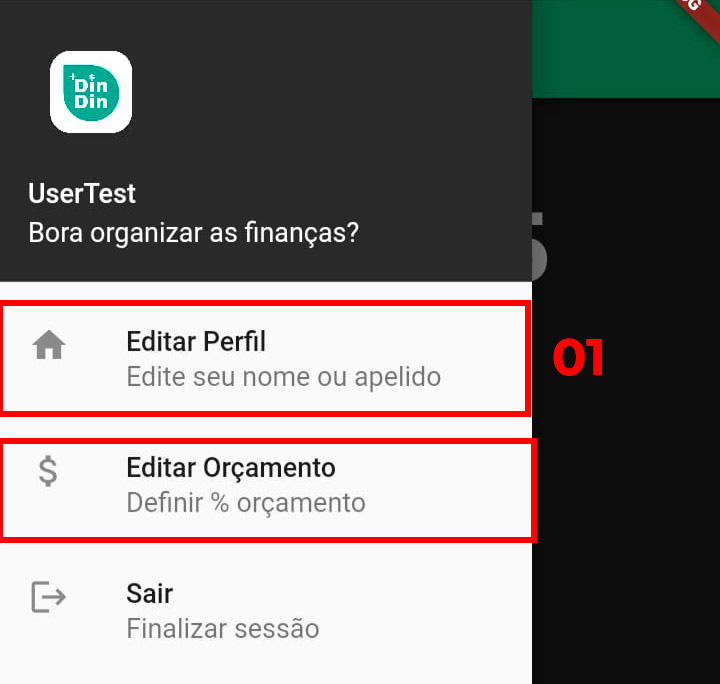 Din
Din
UserTest
Bora organizar as finanças?
Editar Perfil
Edite seu nome ou apelido
01
Editar Orçamento
Definir % orçamento
Sair
Finalizar sessão